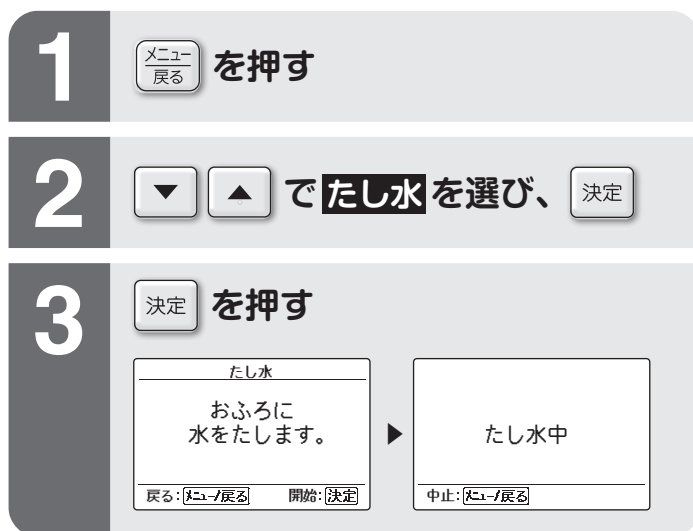 1
メニュー
戻る
を押す
2
▼ ▲ で たし水 を選び、 決定
3
決定 を押す
たし水
おふろに
水をたします。
戻る:メニュー/戻る 開始:決定
▶
たし水中
中止:メニュー/戻る